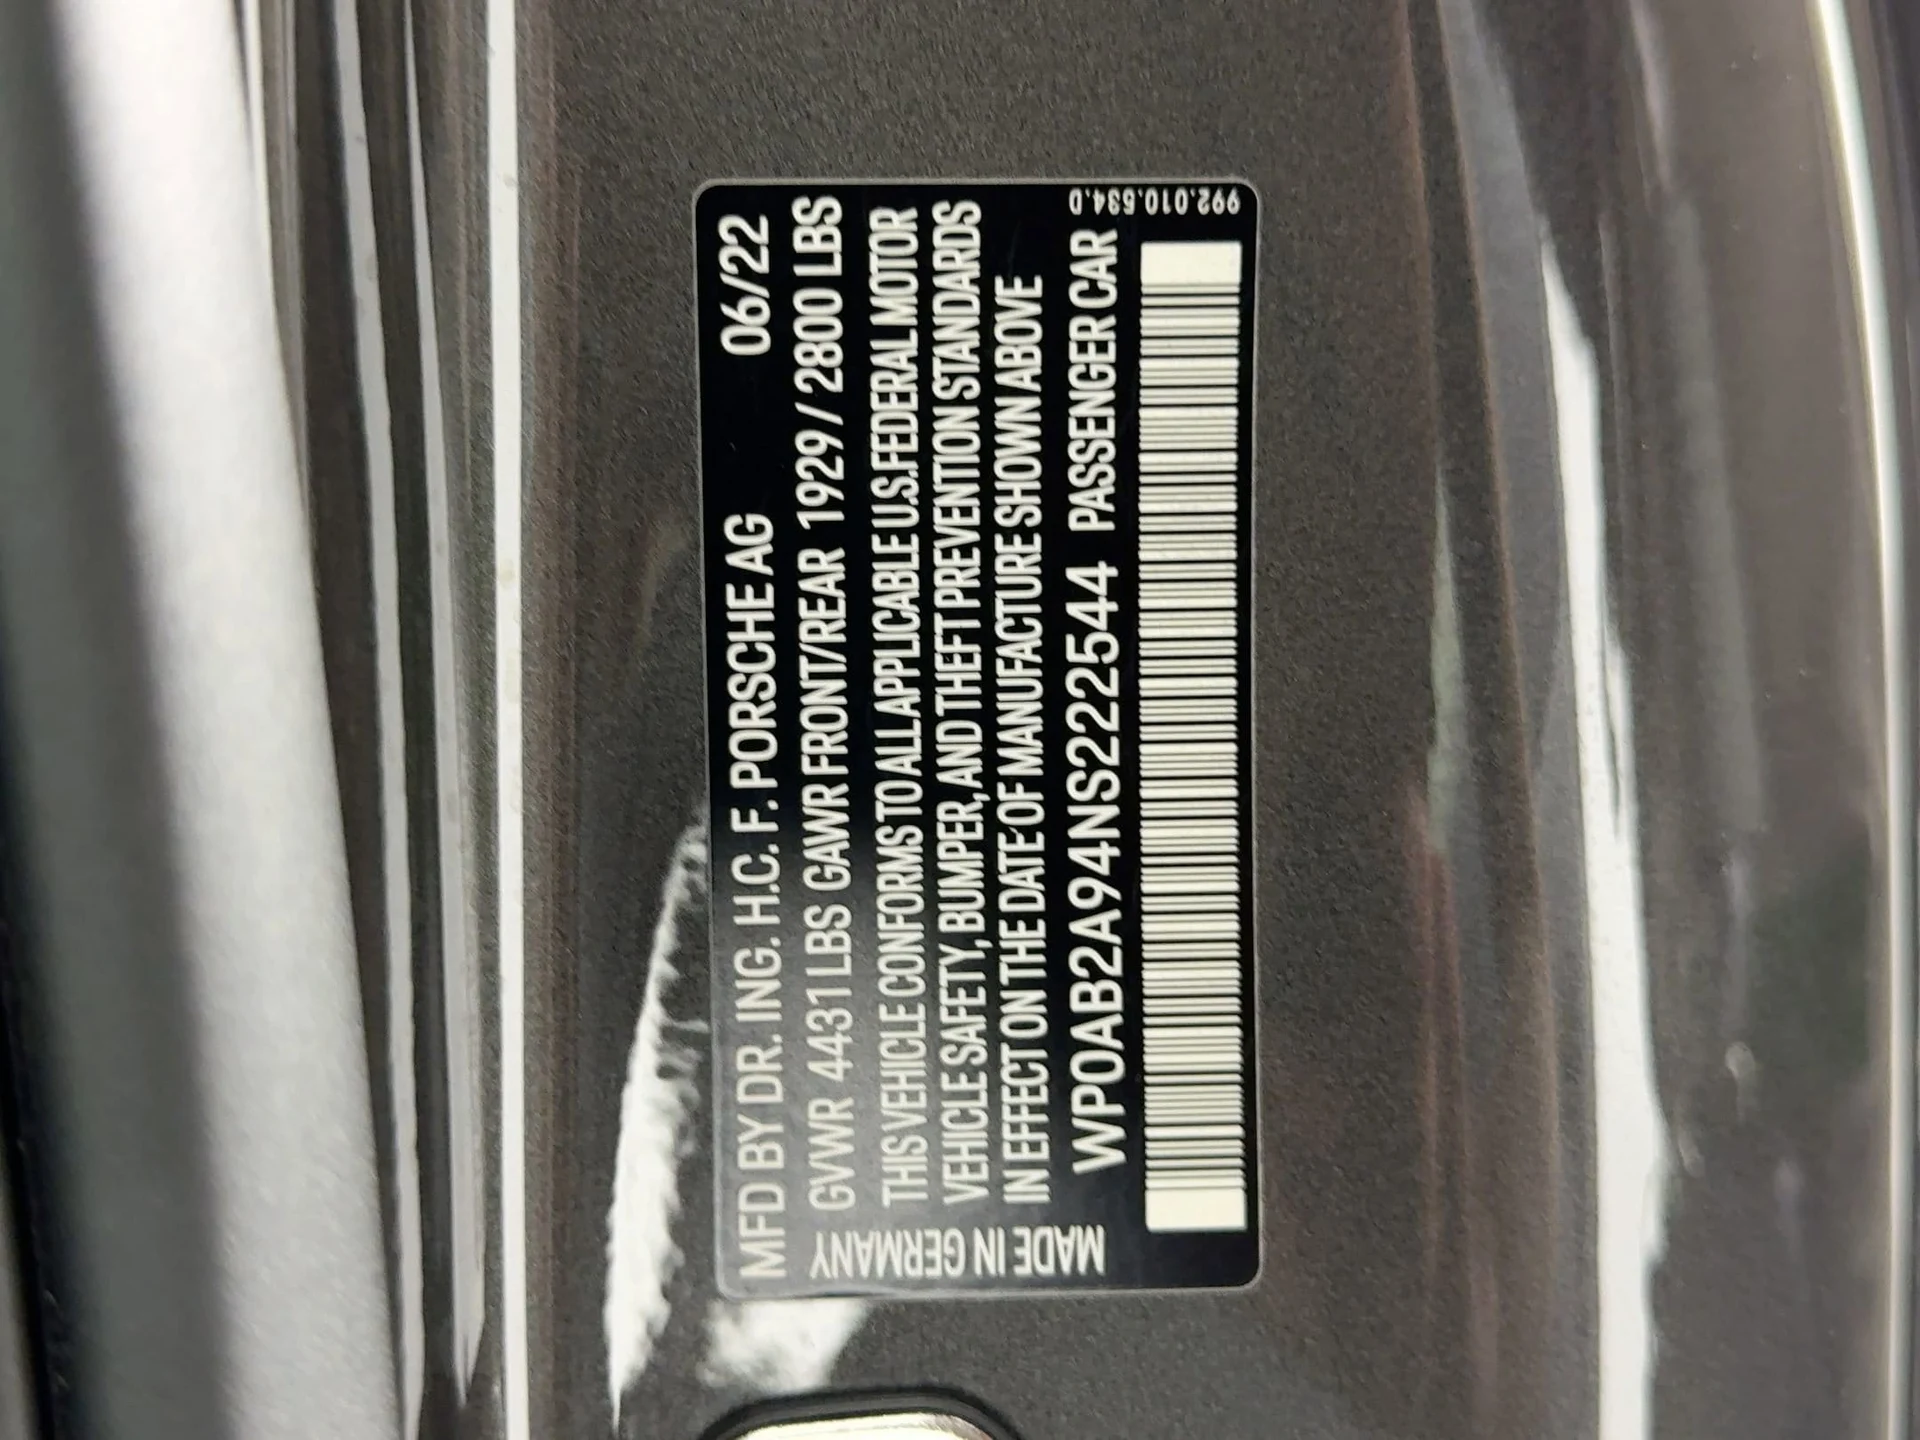 MFD BY DR. ING. H.C. F. PORSCHE AG 06/22
GVWR 4431 LBS GAWR FRONT/REAR 1929/2800 LBS
THIS VEHICLE CONFORMS TO ALL APPLICABLE U.S. FEDERAL MOTOR
VEHICLE SAFETY, BUMPER, AND THEFT PREVENTION STANDARDS
IN EFFECT ON THE DATE OF MANUFACTURE SHOWN ABOVE
WP0AB2A94NS222544 PASSENGER CAR
MADE IN GERMANY
992.010.534.D